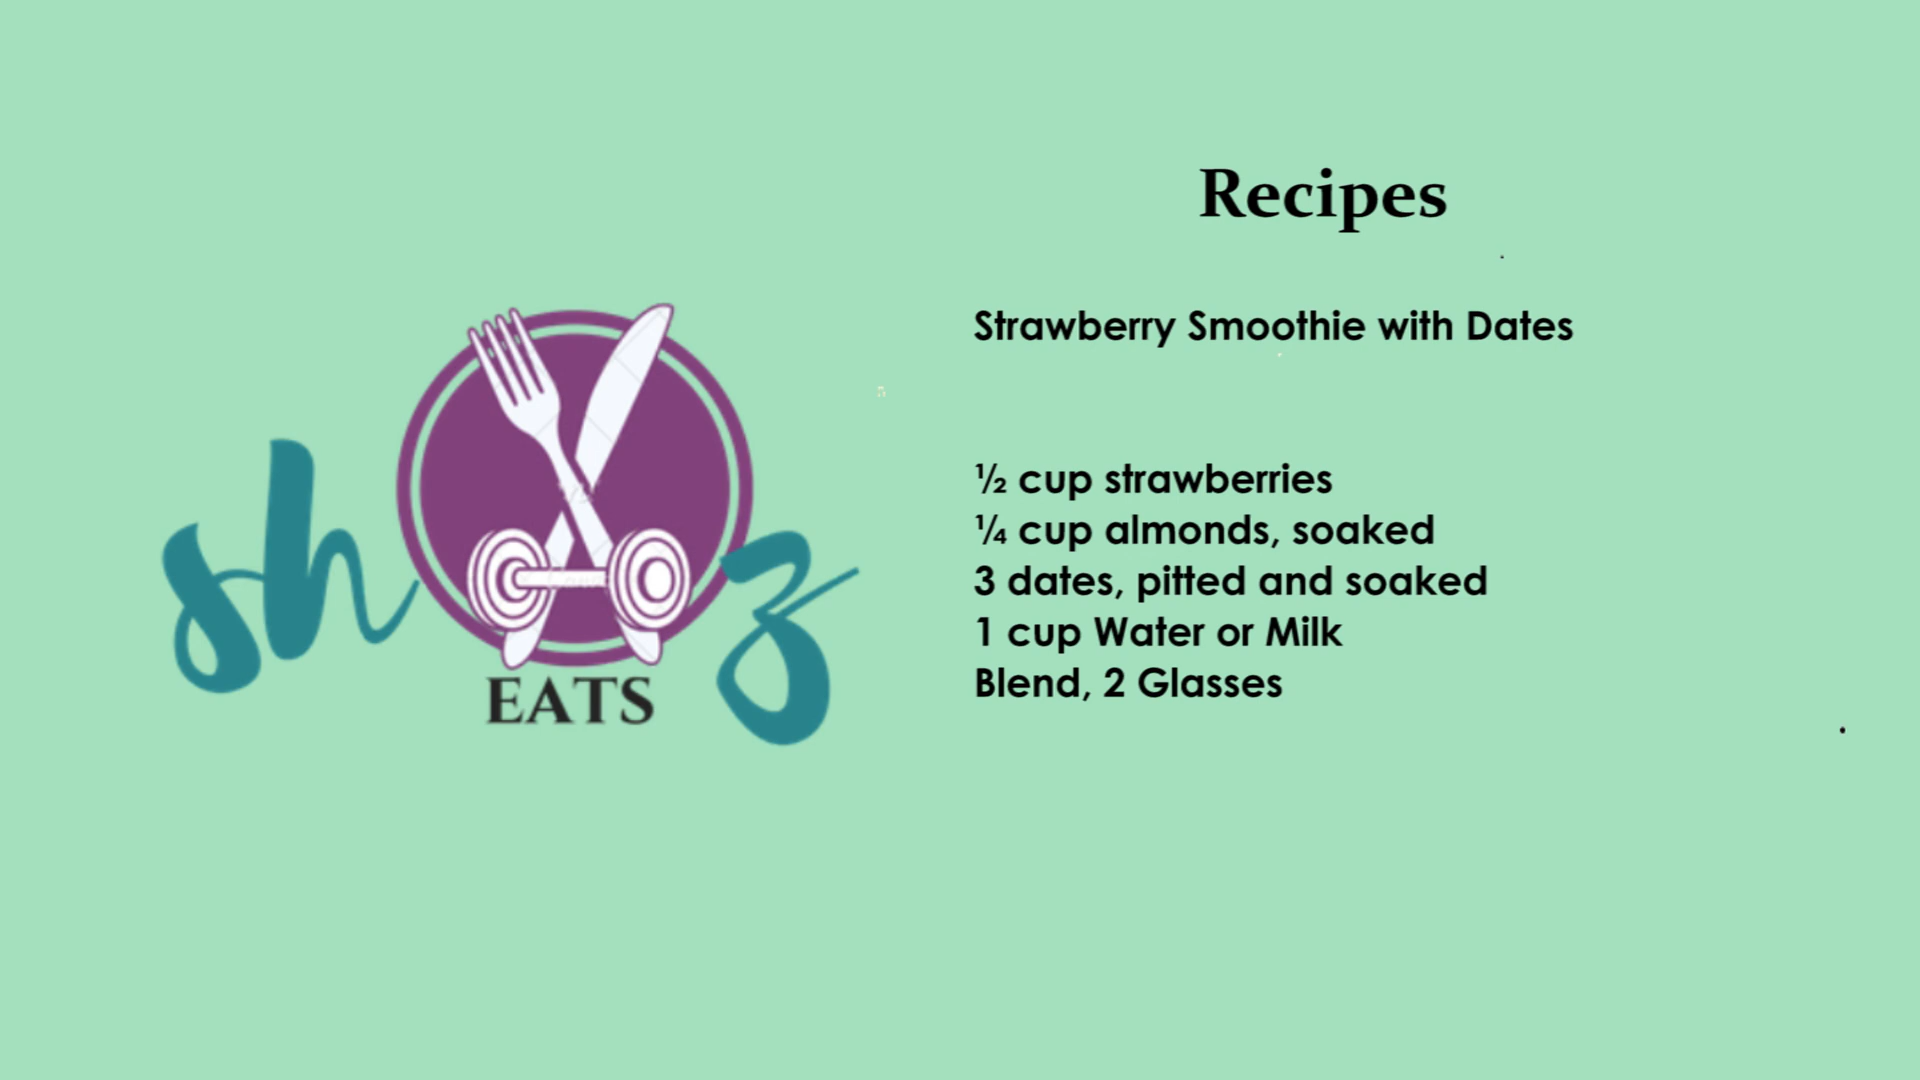 Recipes
Strawberry Smoothie with Dates
½ cup strawberries
¼ cup almonds, soaked
3 dates, pitted and soaked
1 cup Water or Milk
Blend, 2 Glasses
sh z
EATS